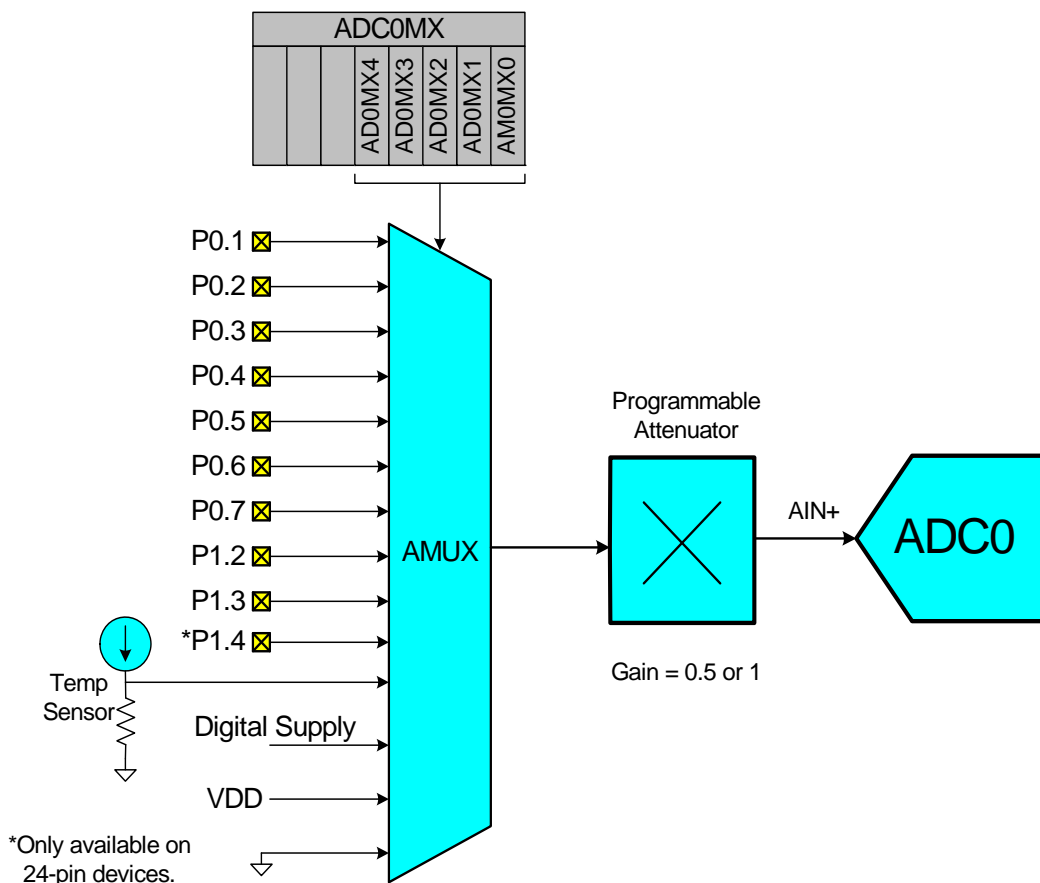 ADC0MX
AD0MX4
AD0MX3
AD0MX2
AD0MX1
AM0MX0
P0.1
P0.2
P0.3
P0.4
P0.5
P0.6
P0.7
P1.2
P1.3
*P1.4
Temp
Sensor
Digital Supply
VDD
*Only available on
24-pin devices.
AMUX
Programmable
Attenuator
Gain = 0.5 or 1
AIN+
ADC0